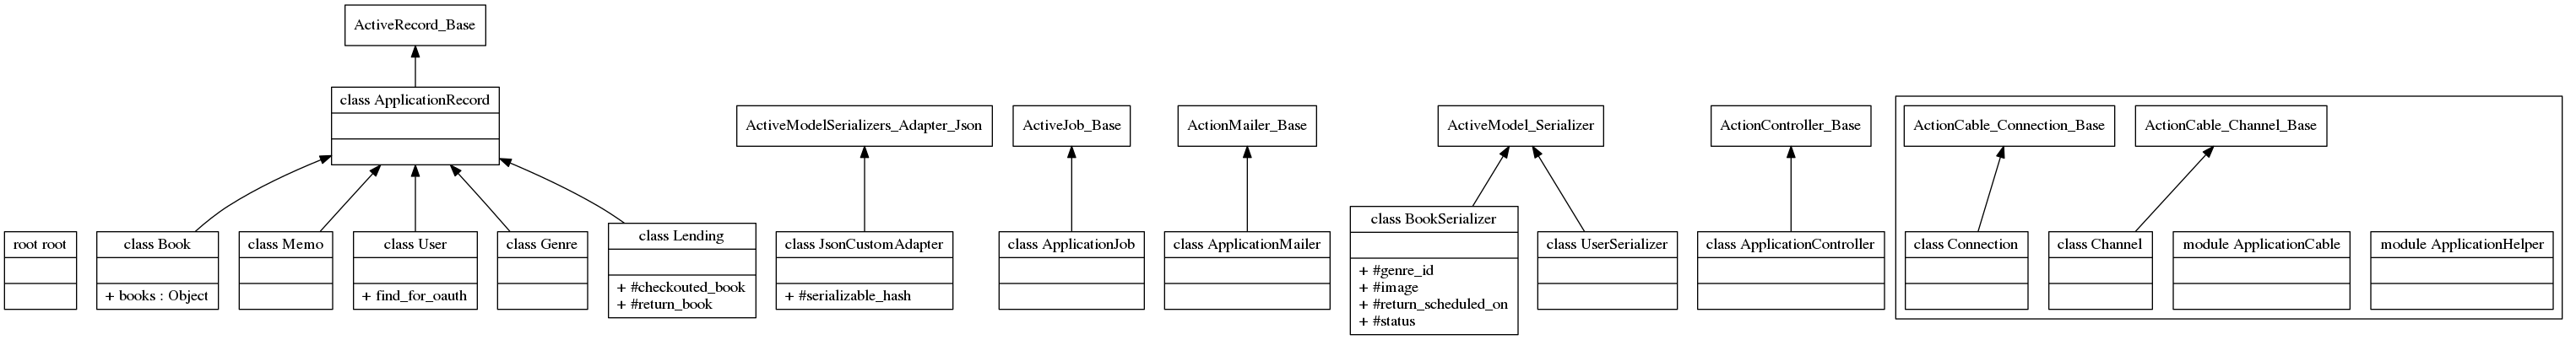 ActiveRecord_Base
class ApplicationRecord
ActiveModelSerializers_Adapter_Json
ActiveJob_Base
ActionMailer_Base
ActiveModel_Serializer
ActionController_Base
ActionCable_Connection_Base
ActionCable_Channel_Base
root root
class Book
+ books : Object
class Memo
class User
+ find_for_oauth
class Genre
class Lending
+ #checkouted_book
+ #return_book
class JsonCustomAdapter
+ #serializable_hash
class ApplicationJob
class ApplicationMailer
class BookSerializer
+ #genre_id
+ #image
+ #return_scheduled_on
+ #status
class UserSerializer
class ApplicationController
class Connection
class Channel
module ApplicationCable
module ApplicationHelper